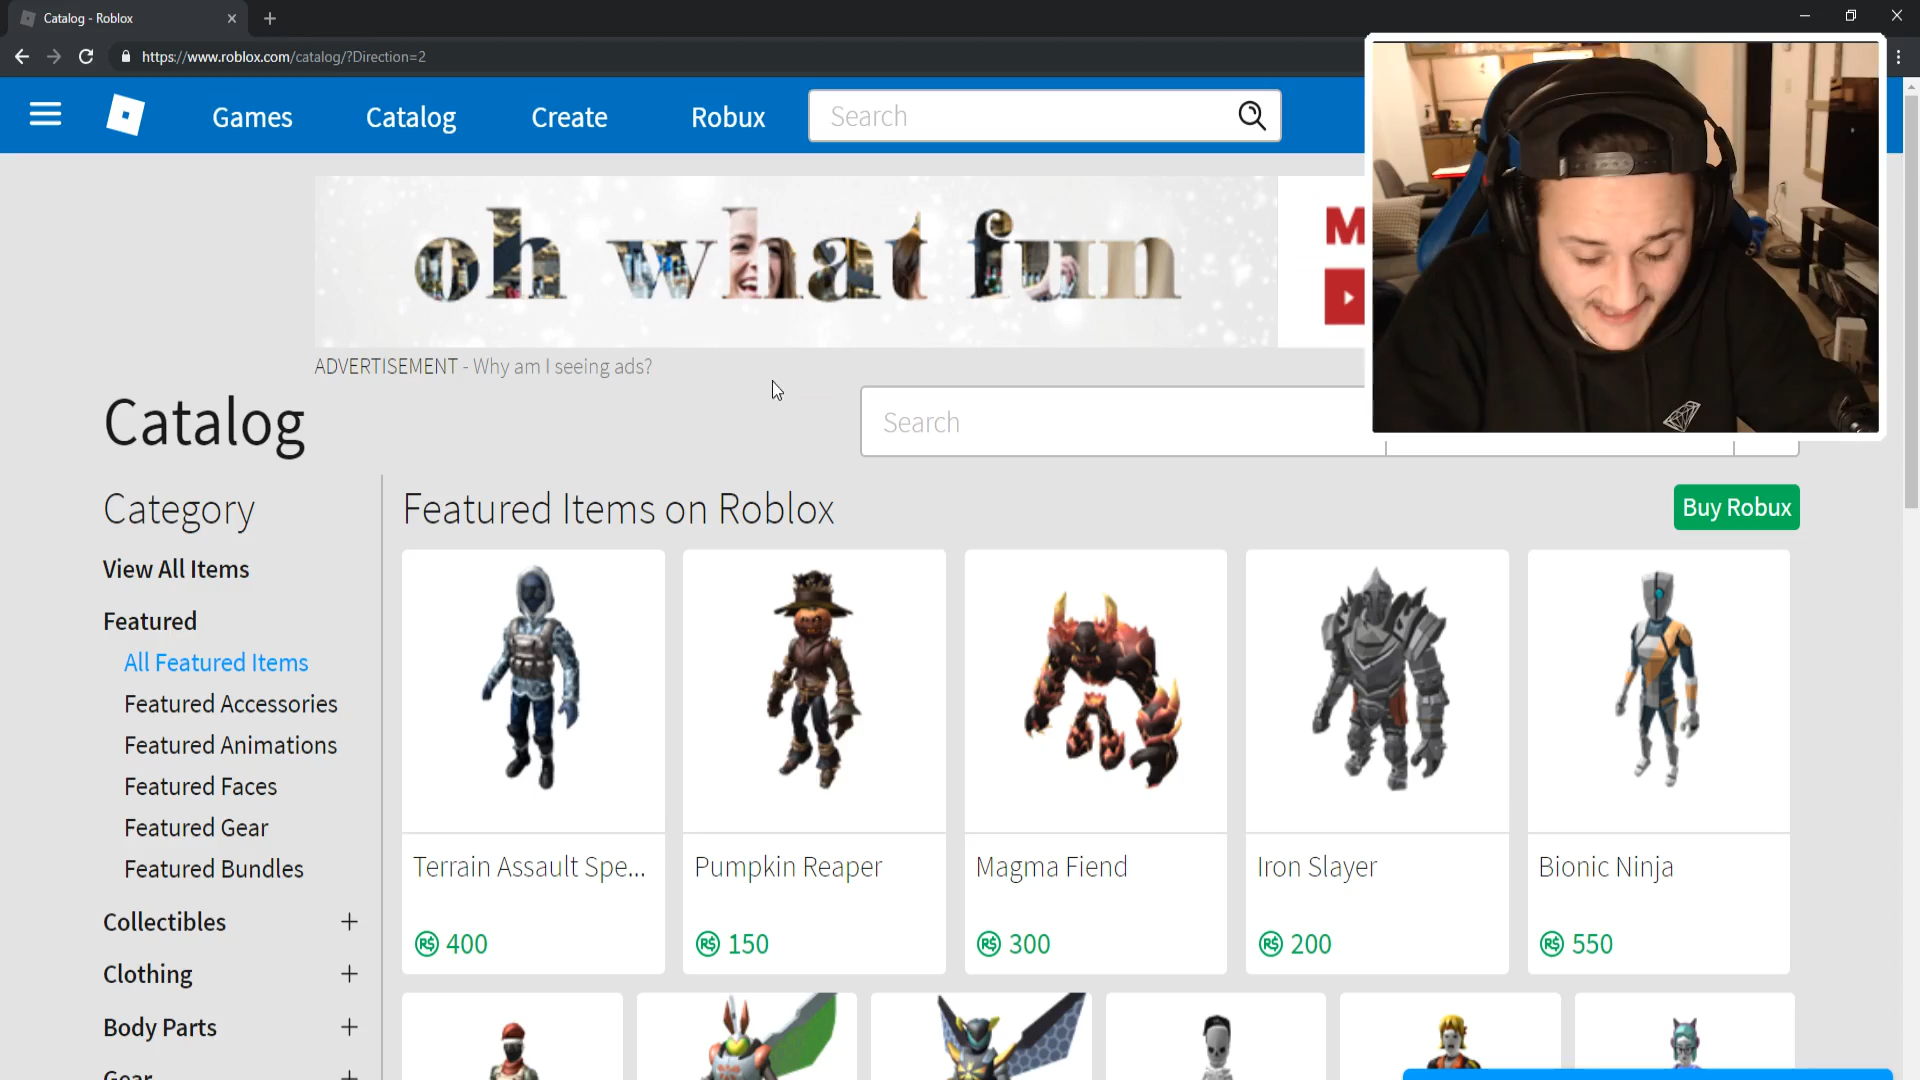 Catalog - Roblox
https://www.roblox.com/catalog/?Direction=2
Games
Catalog
Create
Robux
Search
oh what fun
M
ADVERTISEMENT - Why am I seeing ads?
Catalog
Search
Category
Featured Items on Roblox
Buy Robux
View All Items
Featured
All Featured Items
Featured Accessories
Featured Animations
Featured Faces
Featured Gear
Featured Bundles
Collectibles +
Clothing +
Body Parts +
Gear +
Terrain Assault Spe...
R$ 400
Pumpkin Reaper
R$ 150
Magma Fiend
R$ 300
Iron Slayer
R$ 200
Bionic Ninja
R$ 550